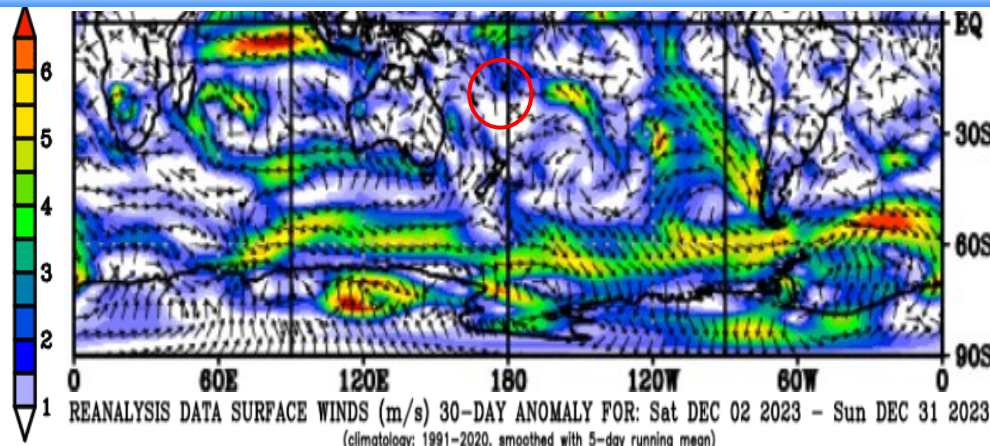 6
5
4
3
2
1
EQ
30S
60S
90S
0 60E 120E 180 120W 60W 0
REANALYSIS DATA SURFACE WINDS (m/s) 30-DAY ANOMALY FOR: Sat DEC 02 2023 - Sun DEC 31 2023
(climatology: 1991-2020, smoothed with 5-day running mean)